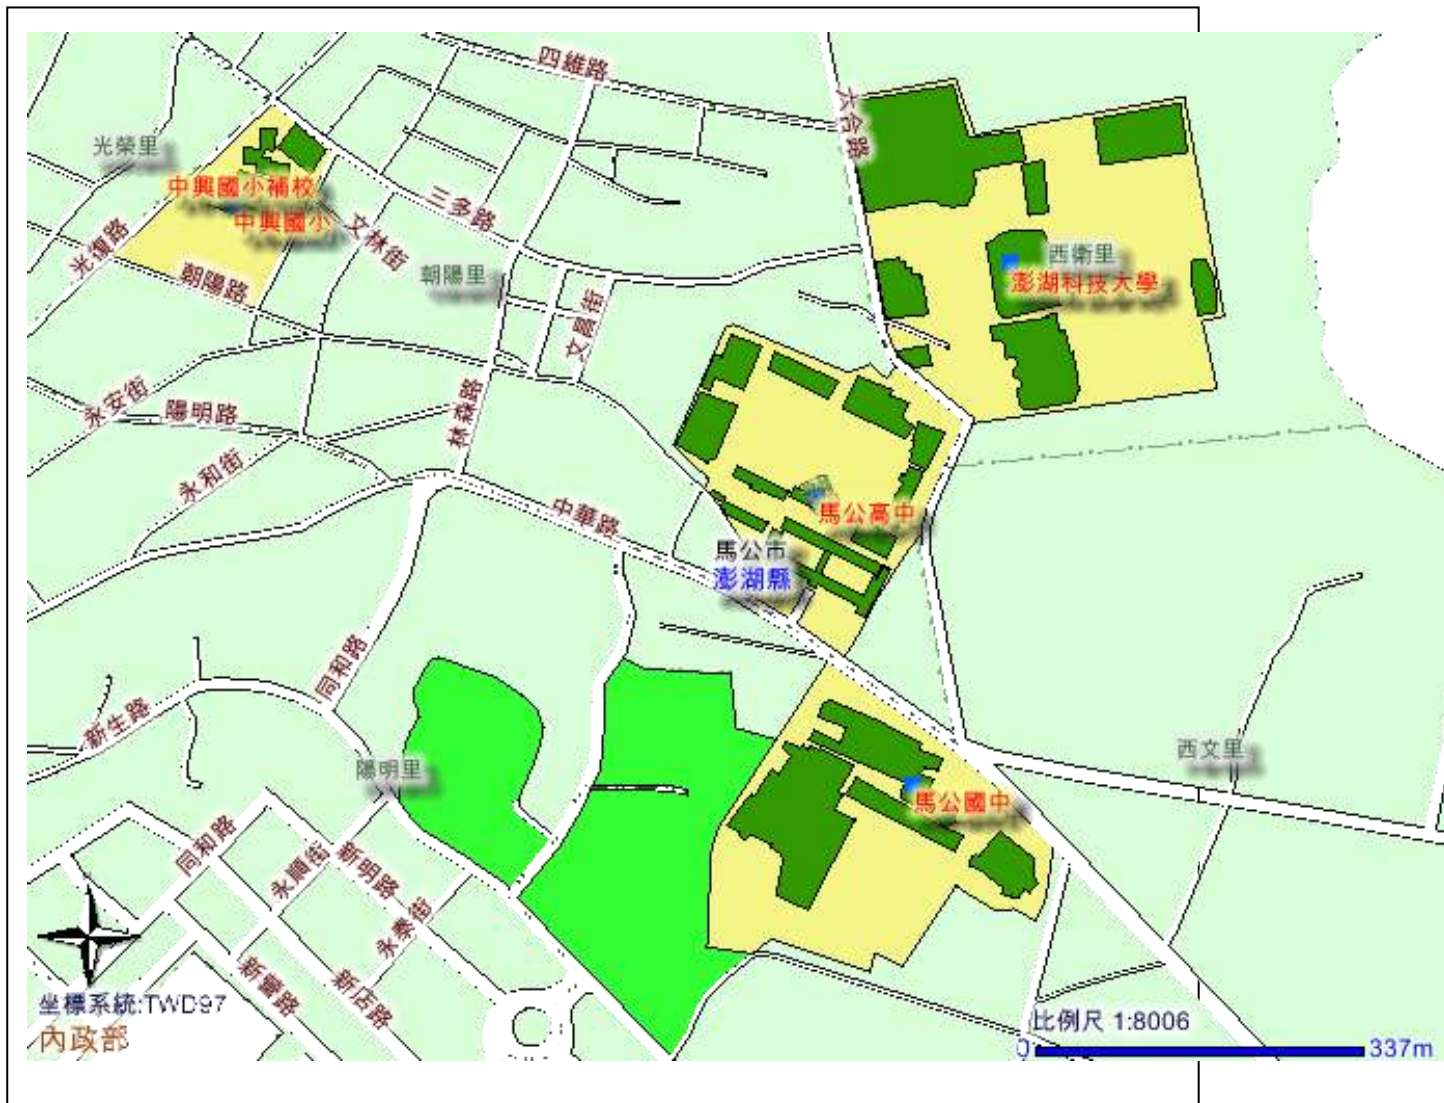 四維路
六合路
光榮里
中興國小補校
中興國小
三多路
文林街
光復路
朝陽路
朝陽里
文昌街
西衛里
澎湖科技大學
永安街
陽明路
林森路
永和街
中華路
馬公高中
馬公市
澎湖縣
同和路
新生路
陽明里
西文里
馬公國中
同和路
永順街
新明路
永泰街
新店路
坐標系統:TWD97
內政部
比例尺 1:8006
0
337m